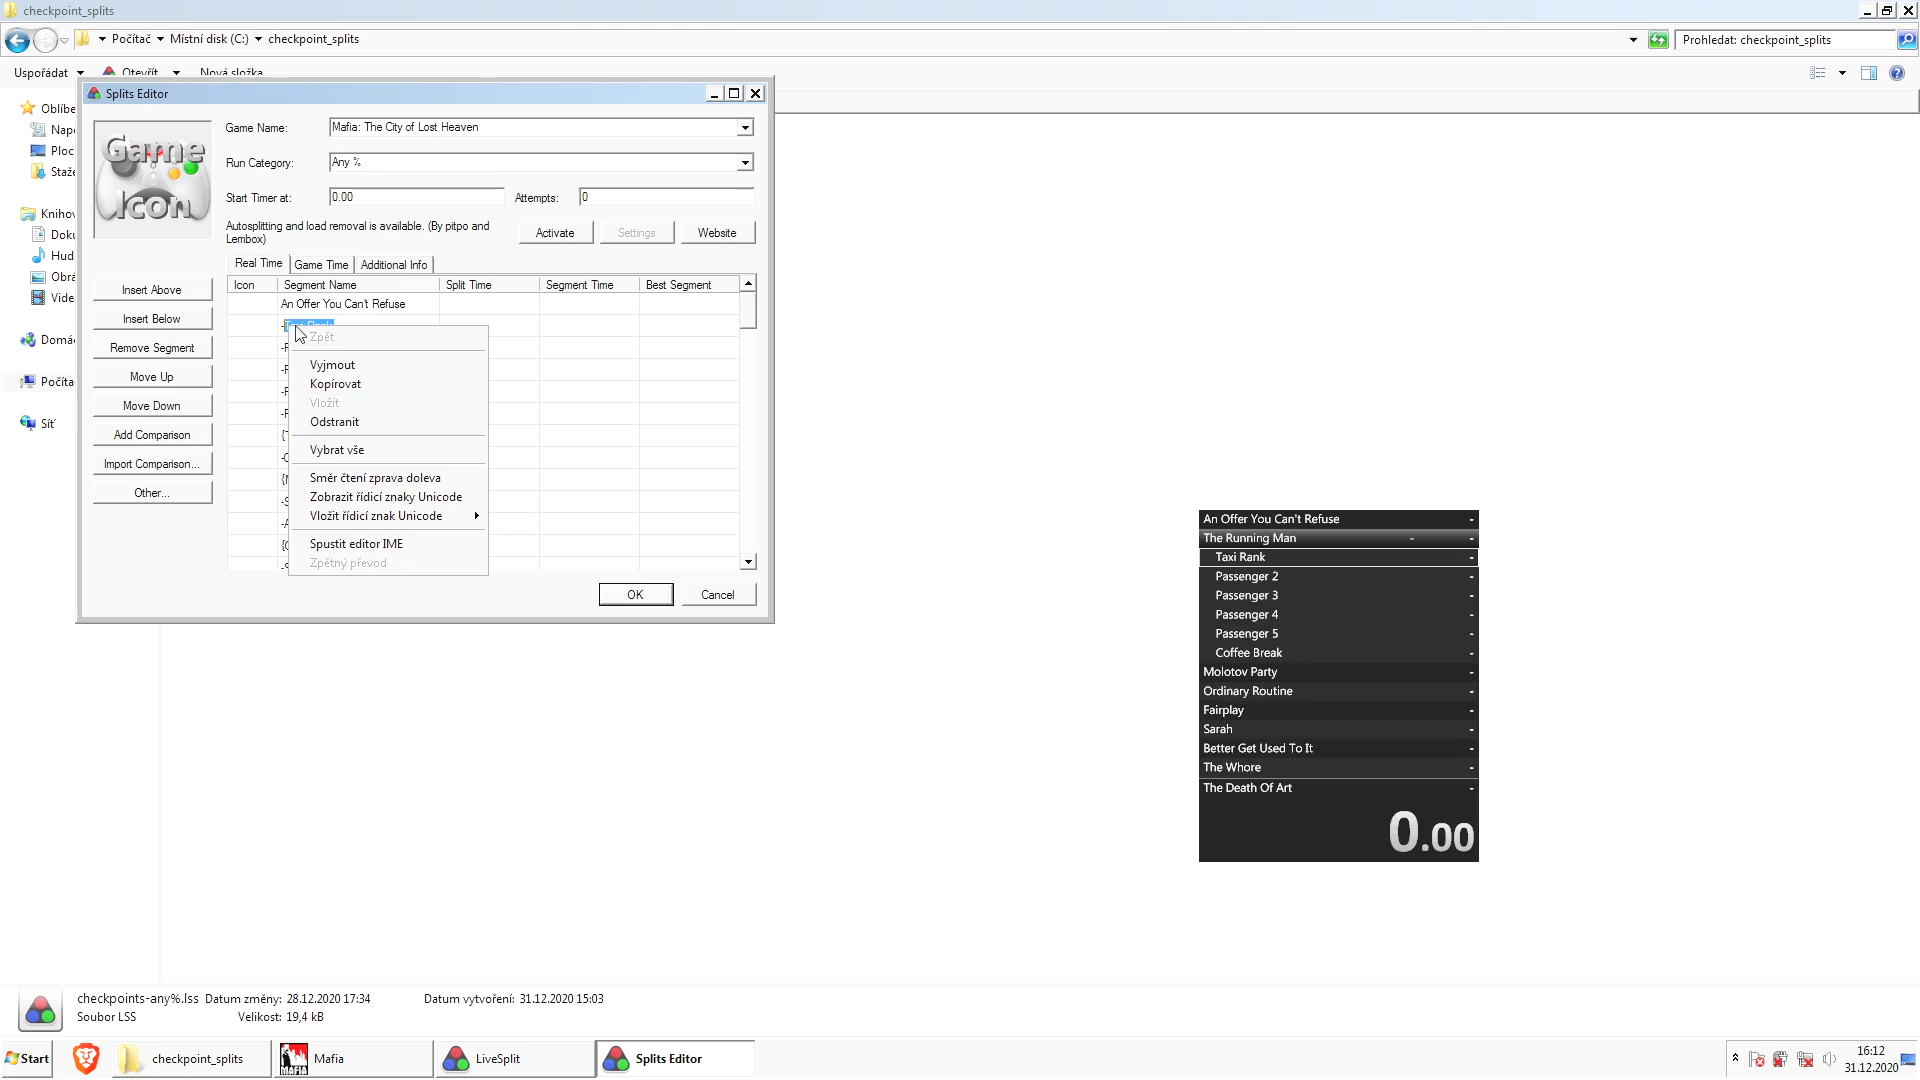 checkpoint_splits
Počítač
Místní disk (C:)
checkpoint_splits
Prohledat: checkpoint_splits
Uspořádat
Otevřít
Nová složka
Splits Editor
Game Icon
Game Name:
Mafia: The City of Lost Heaven
Run Category:
Any %
Start Timer at:
0.00
Attempts:
0
Autosplitting and load removal is available. (By pitpo and
Lembox)
Activate
Settings
Website
Real Time
Game Time
Additional Info
Icon
Segment Name
Split Time
Segment Time
Best Segment
An Offer You Can't Refuse
Insert Above
Insert Below
Remove Segment
Move Up
Move Down
Add Comparison
Import Comparison...
Other...
Zpět
Vyjmout
Kopírovat
Vložit
Odstranit
Vybrat vše
Směr čtení zprava doleva
Zobrazit řídicí znaky Unicode
Vložit řídicí znak Unicode
Spustit editor IME
Zpětný převod
OK
Cancel
Síť
An Offer You Can't Refuse -
The Running Man - -
Taxi Rank -
Passenger 2 -
Passenger 3 -
Passenger 4 -
Passenger 5 -
Coffee Break -
Molotov Party -
Ordinary Routine -
Fairplay -
Sarah -
Better Get Used To It -
The Whore -
The Death Of Art -
0.00
checkpoints-any%.lss Datum změny: 28.12.2020 17:34 Datum vytvoření: 31.12.2020 15:03
Soubor LSS Velikost: 19,4 kB
Start
checkpoint_splits
MAFIA
Mafia
LiveSplit
Splits Editor
16:12
31.12.2020